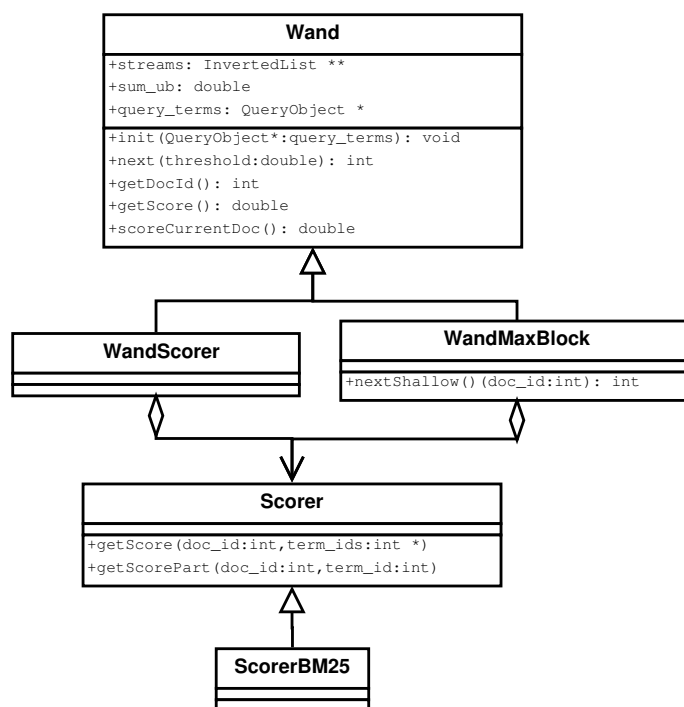 Wand
+streams: InvertedList **
+sum_ub: double
+query_terms: QueryObject *
+init(QueryObject*:query_terms): void
+next(threshold:double): int
+getDocId(): int
+getScore(): double
+scoreCurrentDoc(): double
WandScorer
WandMaxBlock
+nextShallow()(doc_id:int): int
Scorer
+getScore(doc_id:int,term_ids:int *)
+getScorePart(doc_id:int,term_id:int)
ScorerBM25